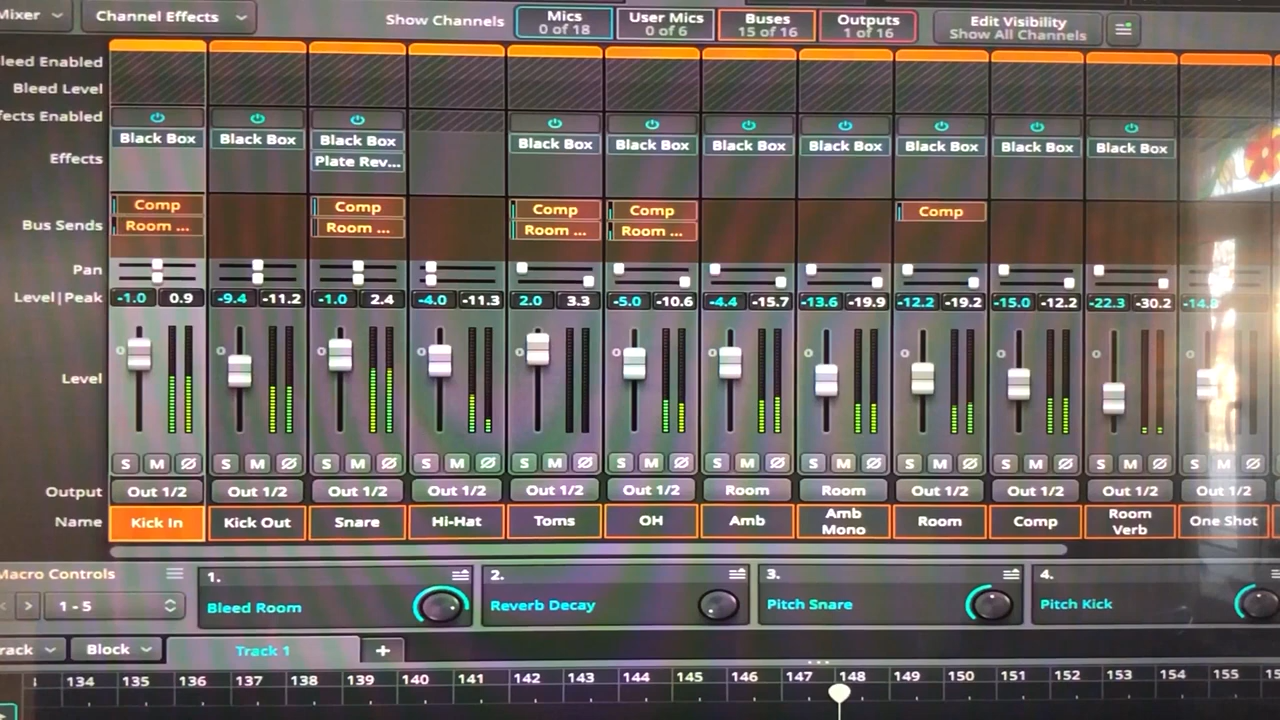 Mixer
Channel Effects
Show Channels
Mics
0 of 18
User Mics
0 of 6
Buses
15 of 16
Outputs
1 of 16
Edit Visibility
Show All Channels
leed Enabled
Bleed Level
fects Enabled
Effects
Black Box Black Box Black Box Black Box Black Box Black Box Black Box Black Box Black Box Black Box
Plate Rev...
Bus Sends
Comp Comp Comp Comp Comp
Room ... Room ... Room ... Room ...
Pan
Level|Peak -1.0 0.9 -9.4 -11.2 -1.0 2.4 -4.0 -11.3 2.0 3.3 -5.0 -10.6 -4.4 -15.7 -13.6 -19.9 -12.2 -19.2 -15.0 -12.2 -22.3 -30.2 -14.8
Level
S M S M S M S M S M S M S M S M S M S M S M S M
Output Out 1/2 Out 1/2 Out 1/2 Out 1/2 Out 1/2 Out 1/2 Room Room Out 1/2 Out 1/2 Out 1/2 Out 1/2
Name Kick In Kick Out Snare Hi-Hat Toms OH Amb Amb Mono Room Comp Room Verb One Shot
Macro Controls
1 - 5
1.
Bleed Room
2.
Reverb Decay
3.
Pitch Snare
4.
Pitch Kick
rack
Block
Track 1
+
134 135 136 137 138 139 140 141 142 143 144 145 146 147 148 149 150 151 152 153 154 155 15